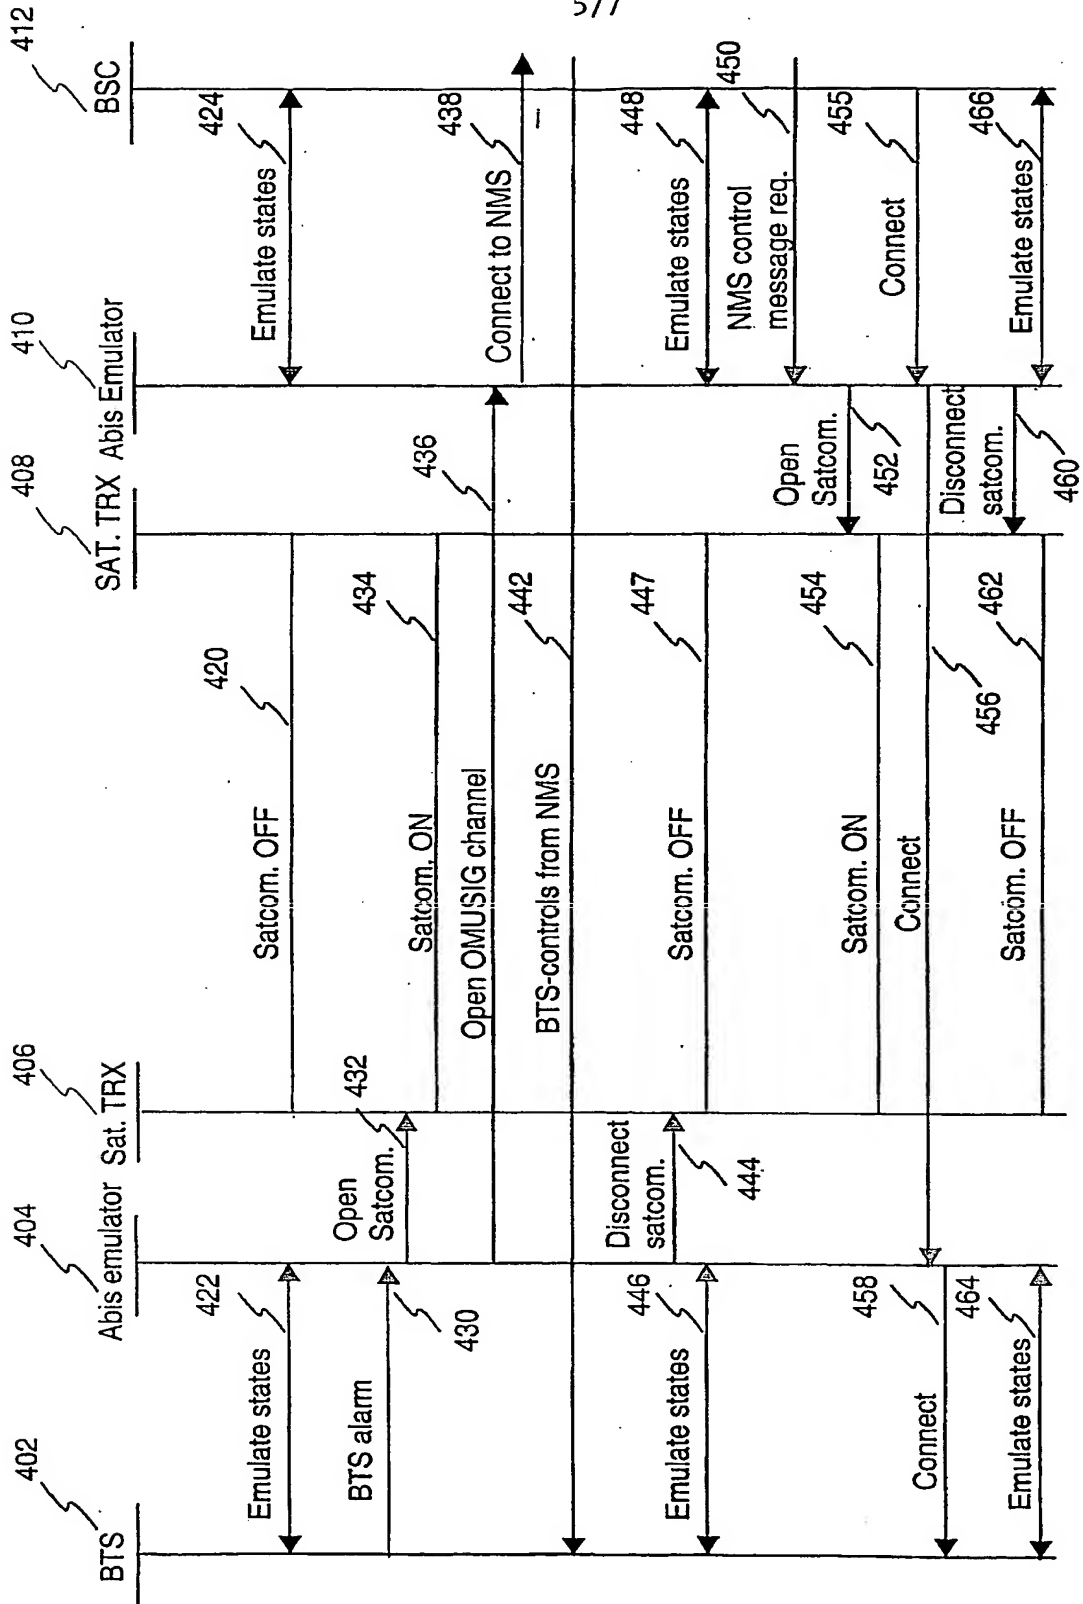 5/7
402
404
406
408
410
412
BTS
Abis emulator
Sat. TRX
SAT. TRX
Abis Emulator
BSC
422
Emulate states
420
Satcom. OFF
424
Emulate states
BTS alarm
430
Open
Satcom.
432
Satcom. ON
434
Open OMUSIG channel
436
Connect to NMS
438
BTS-controls from NMS
442
Disconnect
satcom.
444
Emulate states
446
Satcom. OFF
447
Emulate states
448
NMS control
message req.
450
Open
Satcom.
452
Satcom. ON
454
Connect
455
Connect
456
Connect
458
Disconnect
satcom.
460
Satcom. OFF
462
Emulate states
464
Emulate states
466